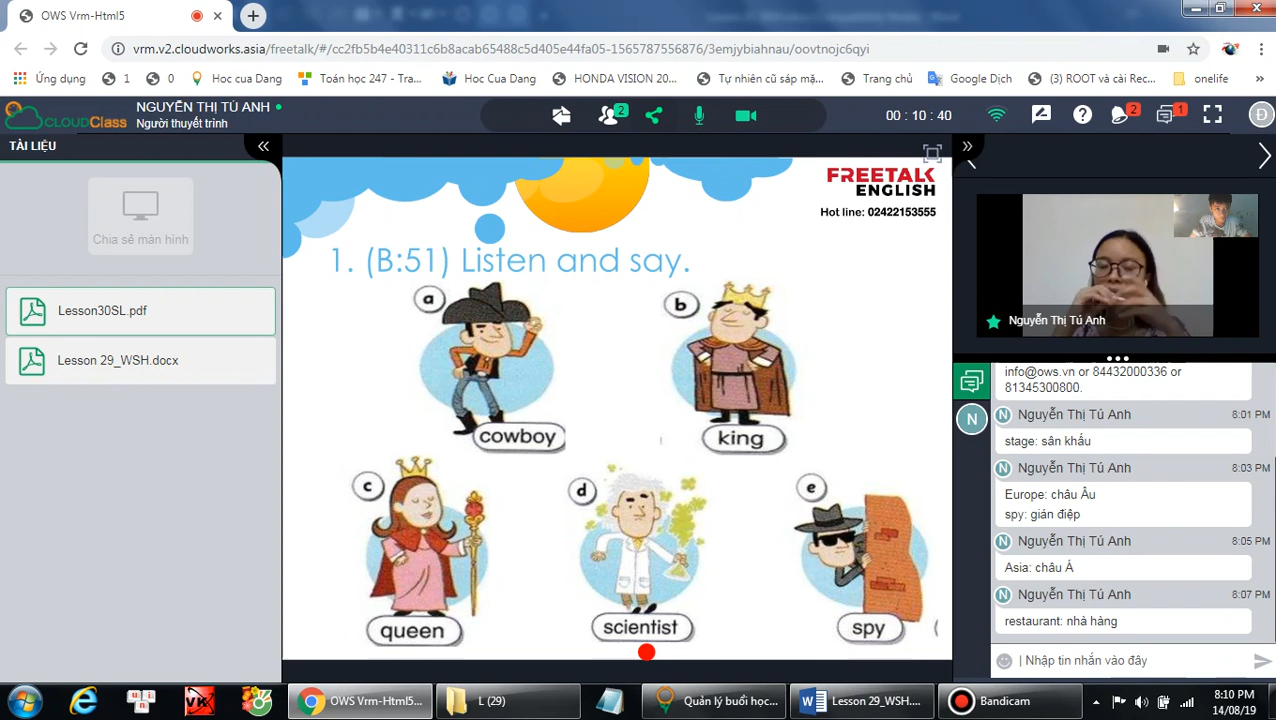 OWS Vrm-Html5
vrm.v2.cloudworks.asia/freetalk/#/cc2fb5b4e40311c6b8acab65488c5d405e44fa05-1565787556876/3emjybiahnau/oovtnojc6qyi
Ứng dụng
1
0
Hoc cua Dang
Toán học 247 - Tra...
Học Cua Dang
HONDA VISION 20...
Tự nhiên cũ sáp mặ...
Trang chủ
Google Dịch
(3) ROOT và cài Rec...
onelife
»
CLOUDClass
NGUYỄN THỊ TÚ ANH
Người thuyết trình
2
00 : 10 : 40
2
1
Đ
TÀI LIỆU
Chia sẻ màn hình
Lesson30SL.pdf
Lesson 29_WSH.docx
FREETALK
ENGLISH
Hot line: 02422153555
1. (B:51) Listen and say.
a
cowboy
b
king
c
queen
d
scientist
e
spy
Nguyễn Thị Tú Anh
info@ows.vn or 84432000336 or
81345300800.
N
N Nguyễn Thị Tú Anh 8:01 PM
stage: sân khấu
N Nguyễn Thị Tú Anh 8:03 PM
Europe: châu Âu
spy: gián điệp
N Nguyễn Thị Tú Anh 8:05 PM
Asia: châu Á
N Nguyễn Thị Tú Anh 8:07 PM
restaurant: nhà hàng
Nhập tin nhắn vào đây
OWS Vrm-Html5...
L (29)
Quản lý buổi học...
Lesson 29_WSH....
Bandicam
8:10 PM
14/08/19